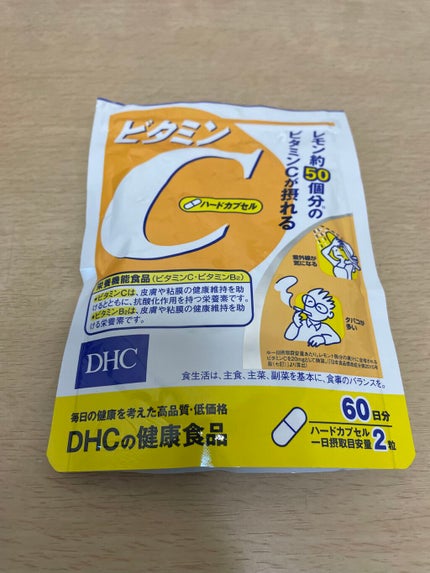 ビタミン
C
ハードカプセル
レモン約50個分の
ビタミンCが摂れる
紫外線が
気になる
タバコが
多い
栄養機能食品(ビタミンC・ビタミンB2)
●ビタミンCは、皮膚や粘膜の健康維持を助
けるとともに、抗酸化作用を持つ栄養素です。
●ビタミンB2は、皮膚や粘膜の健康維持を助
ける栄養素です。
DHC
食生活は、主食、主菜、副菜を基本に、食事のバランスを。
毎日の健康を考えた高品質・低価格
DHCの健康食品
60日分
ハードカプセル
一日摂取目安量2粒